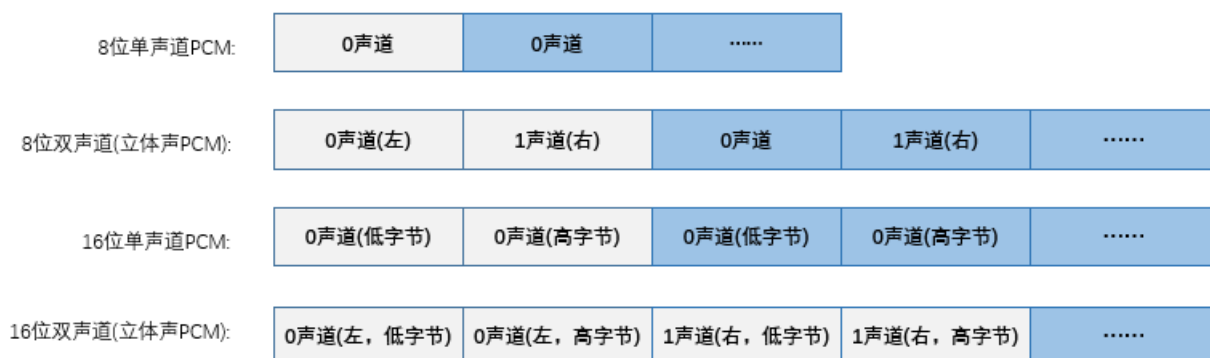 8位单声道PCM: 0声道 0声道 ......
8位双声道(立体声PCM): 0声道(左) 1声道(右) 0声道 1声道(右) ......
16位单声道PCM: 0声道(低字节) 0声道(高字节) 0声道(低字节) 0声道(高字节) ......
16位双声道(立体声PCM): 0声道(左，低字节) 0声道(左，高字节) 1声道(右，低字节) 1声道(右，高字节) ......